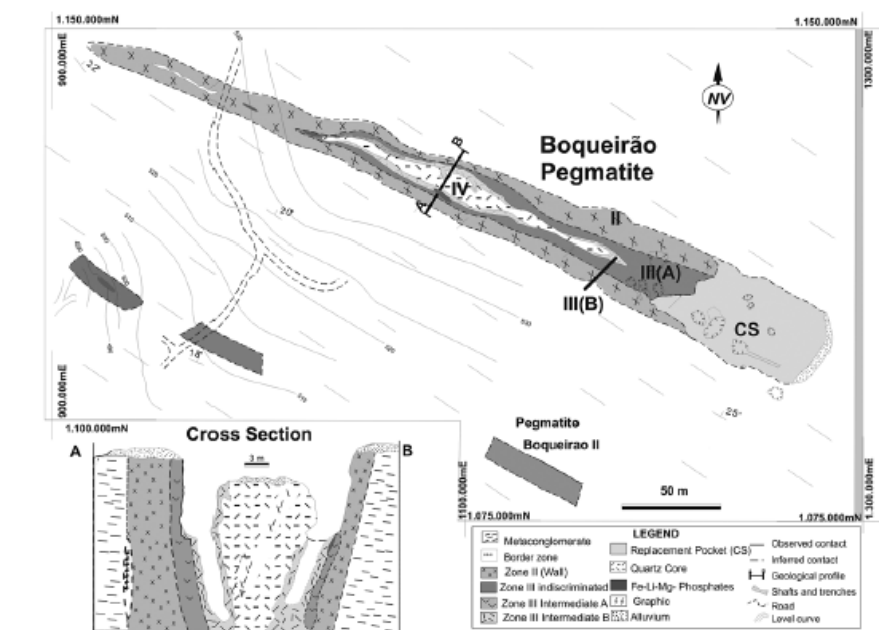 1.150.000mN
1.150.000mN
900.000mE
1300.000mE
NV
Boqueirão
Pegmatite
22
B
A
IV
II
20°
III(A)
III(B)
CS
18°
25°
900.000mE
1.100.000mN
Cross Section
A
B
3 m
Pegmatite
Boqueirao II
50 m
1100.000mE
1.300.000mE
1.075.000mN
1.075.000mN
LEGEND
Metaconglomerate
Border zone
Zone II (Wall)
Zone III indiscriminated
Zone III Intermediate A
Zone III Intermediate B
Replacement Pocket (CS)
Quartz Core
Fe-Li-Mg- Phosphates
Graphic
Alluvium
Observed contact
Inferred contact
Geological profile
Shafts and trenches
Road
Level curve